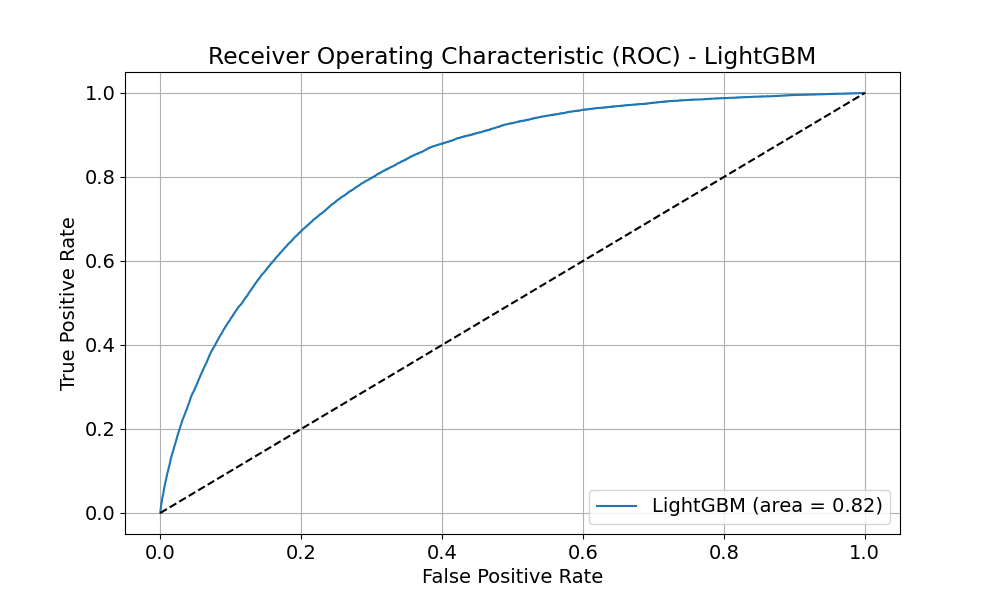 Receiver Operating Characteristic (ROC) - LightGBM
1.0
0.8
0.6
0.4
0.2
0.0
True Positive Rate
LightGBM (area = 0.82)
0.0 0.2 0.4 0.6 0.8 1.0
False Positive Rate